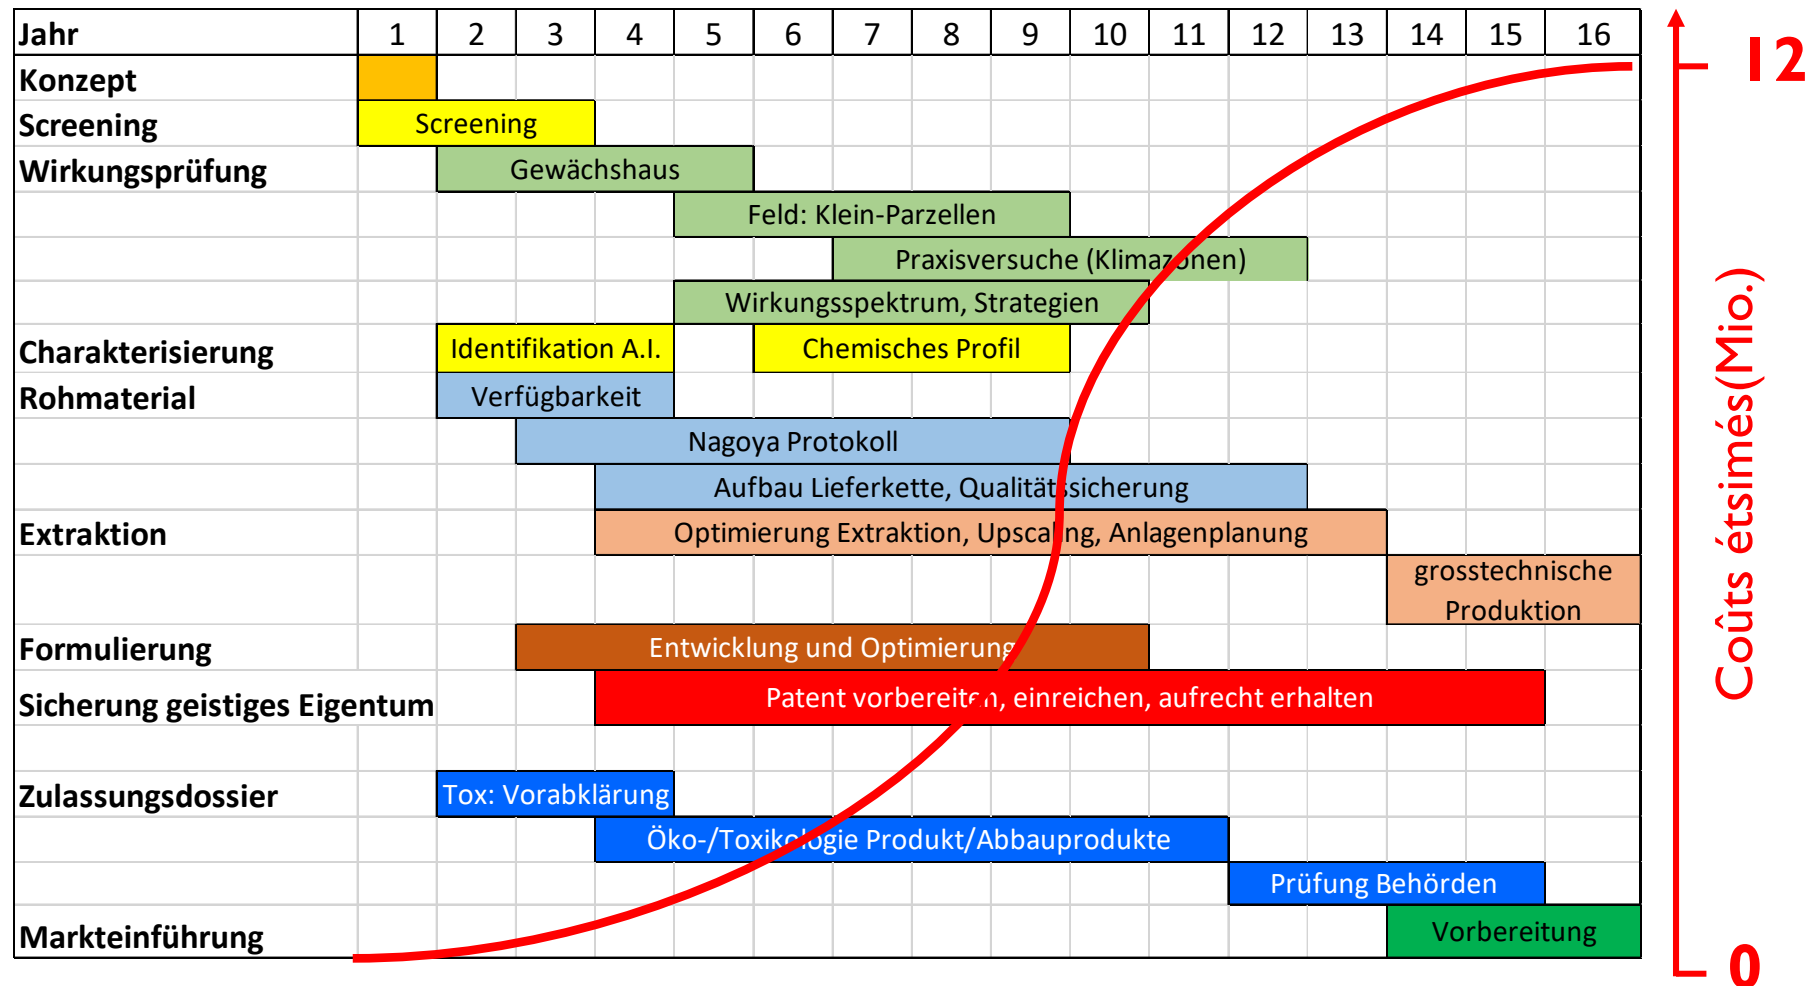 Jahr 1 2 3 4 5 6 7 8 9 10 11 12 13 14 15 16
Konzept
Screening Screening
Wirkungsprüfung Gewächshaus
Feld: Klein-Parzellen
Praxisversuche (Klimazonen)
Wirkungsspektrum, Strategien
Charakterisierung Identifikation A.I. Chemisches Profil
Rohmaterial Verfügbarkeit
Nagoya Protokoll
Aufbau Lieferkette, Qualitätssicherung
Extraktion Optimierung Extraktion, Upscaling, Anlagenplanung
grosstechnische
Produktion
Formulierung Entwicklung und Optimierung
Sicherung geistiges Eigentum Patent vorbereiten, einreichen, aufrecht erhalten
Zulassungsdossier Tox: Vorabklärung
Öko-/Toxikologie Produkt/Abbauprodukte
Prüfung Behörden
Markteinführung Vorbereitung
12
Coûts étsimés(Mio.)
0